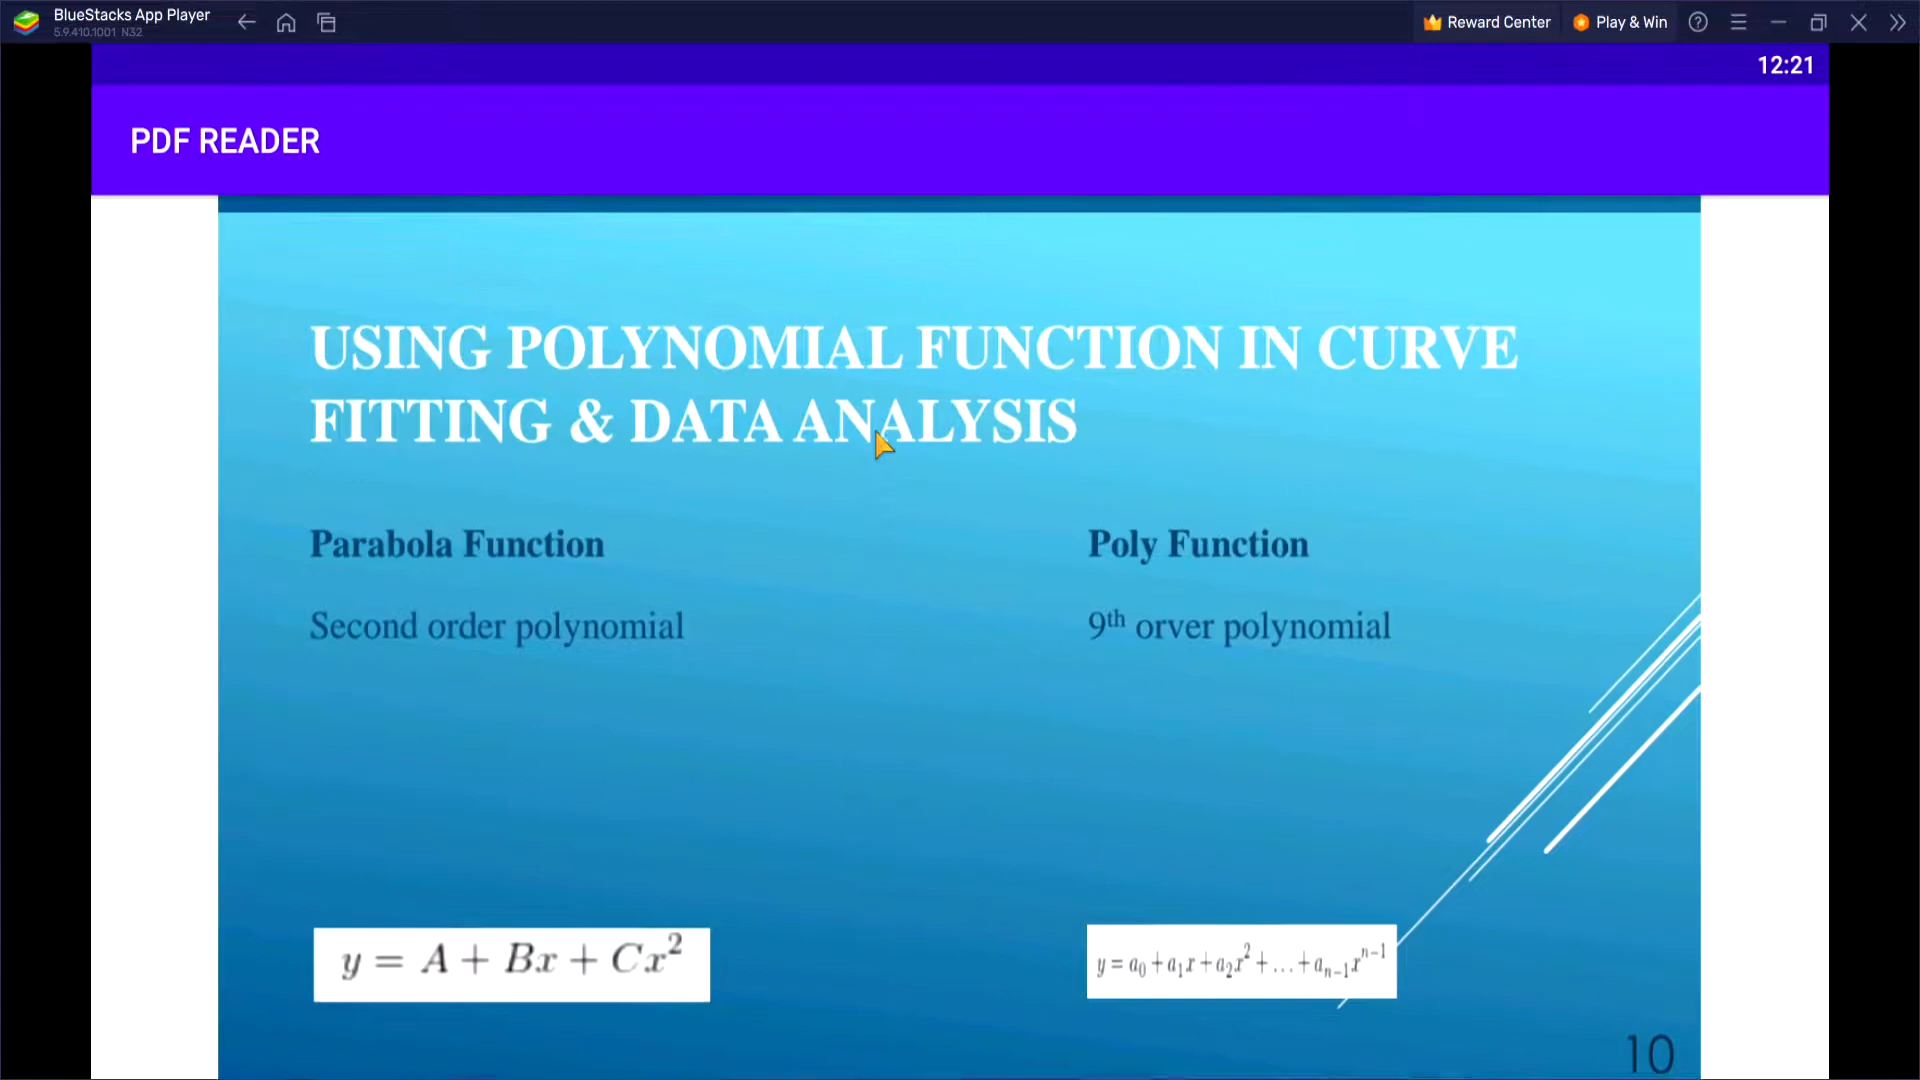 BlueStacks App Player
5.9.410.1001 N32
Reward Center
Play & Win
12:21
PDF READER
USING POLYNOMIAL FUNCTION IN CURVE
FITTING & DATA ANALYSIS
Parabola Function
Poly Function
Second order polynomial
9th orver polynomial
y = A + Bx + Cx²
y = a₀ + a₁x + a₂x² + … + aₙ₋₁xⁿ⁻¹
10